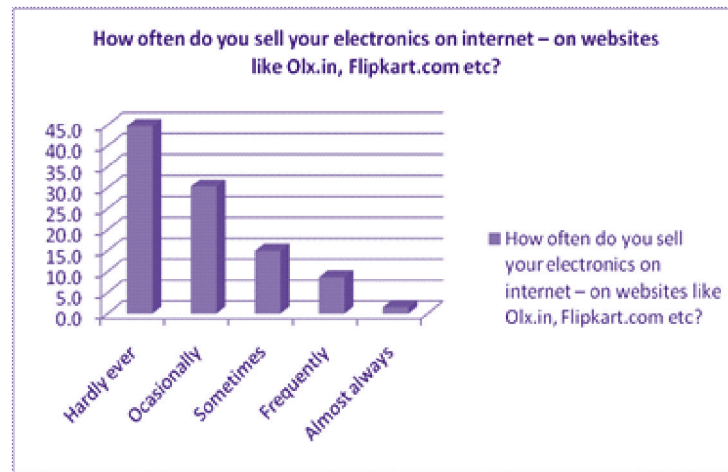 How often do you sell your electronics on internet – on websites
like Olx.in, Flipkart.com etc?
45.0
40.0
35.0
30.0
25.0
20.0
15.0
10.0
5.0
0.0
Hardly ever
Ocasionally
Sometimes
Frequently
Almost always
How often do you sell
your electronics on
internet – on websites like
Olx.in, Flipkart.com etc?